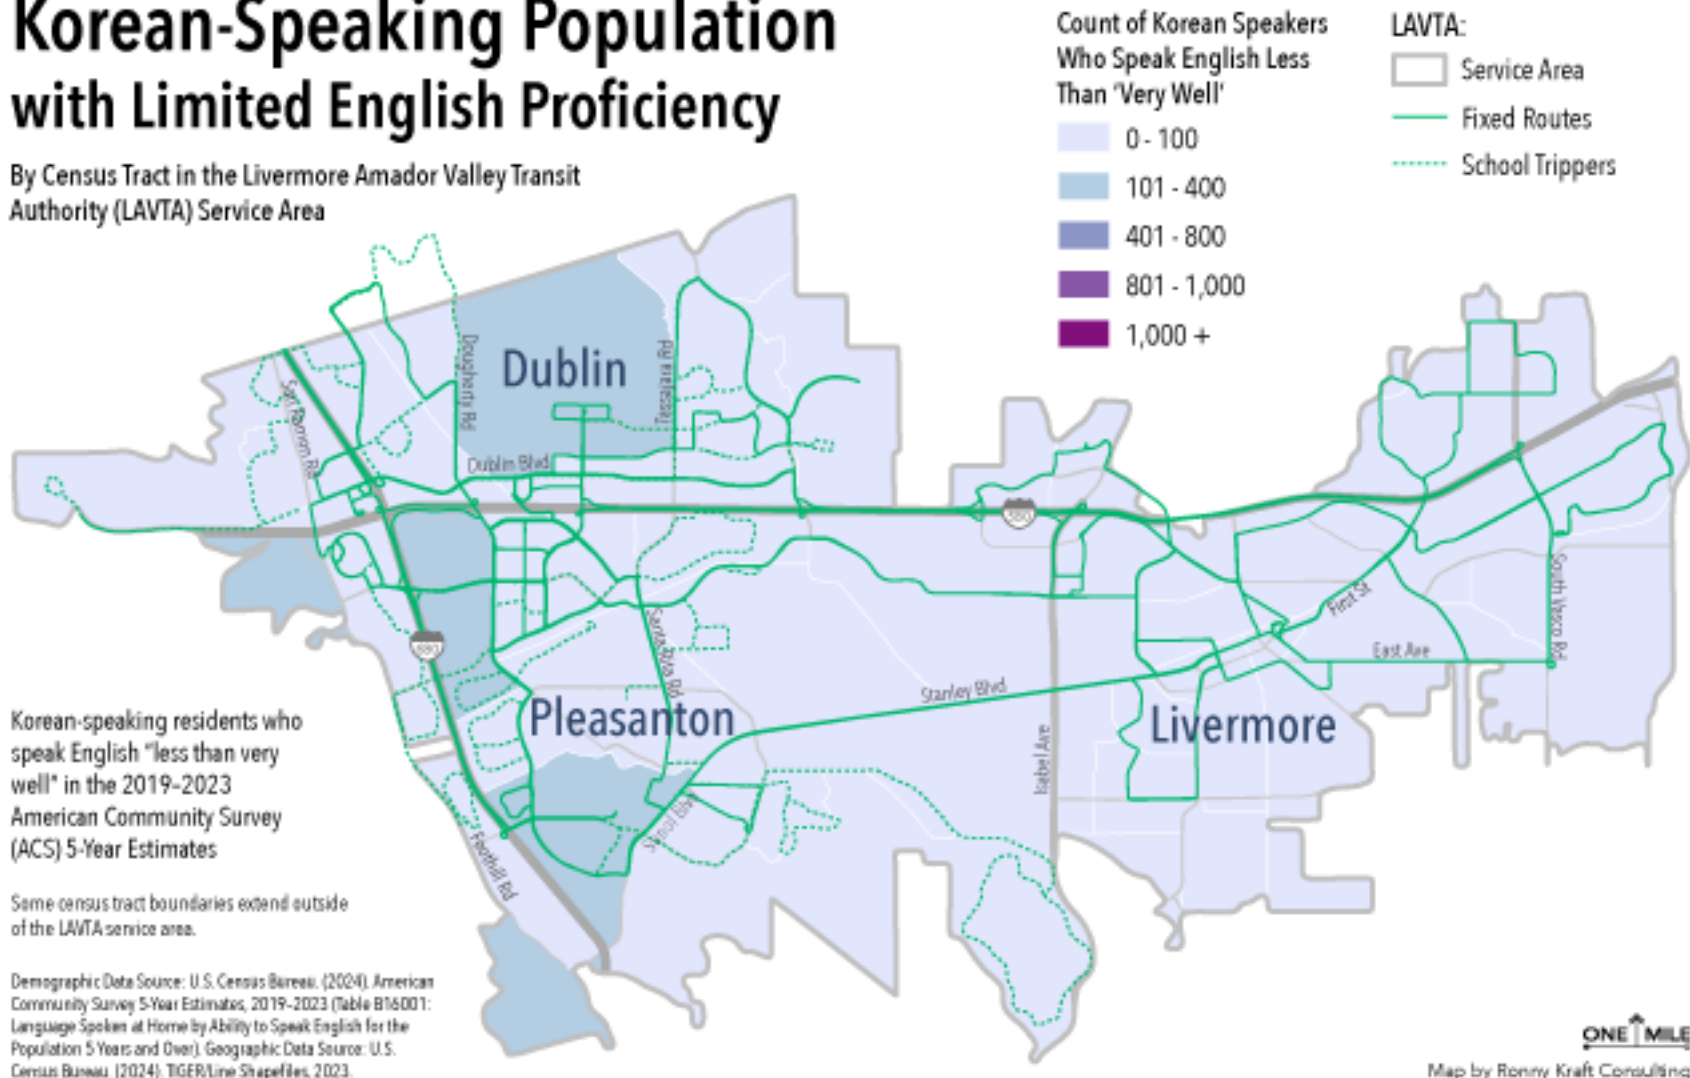 Korean-Speaking Population
with Limited English Proficiency
By Census Tract in the Livermore Amador Valley Transit
Authority (LAVTA) Service Area
Count of Korean Speakers
Who Speak English Less
Than 'Very Well'
0 - 100
101 - 400
401 - 800
801 - 1,000
1,000 +
LAVTA:
Service Area
Fixed Routes
School Trippers
Dougherty Rd
Dublin
Tassajara Rd
San Ramon Rd
Dublin Blvd
580
680
Santa Rita Rd
First St
South Vasco Rd
East Ave
Stanley Blvd
Pleasanton
Livermore
Isabel Ave
Sunol Blvd
Foothill Rd
Korean-speaking residents who
speak English "less than very
well" in the 2019–2023
American Community Survey
(ACS) 5-Year Estimates
Some census tract boundaries extend outside
of the LAVTA service area.
Demographic Data Source: U.S. Census Bureau. (2024). American
Community Survey 5-Year Estimates, 2019–2023 (Table B16001:
Language Spoken at Home by Ability to Speak English for the
Population 5 Years and Over). Geographic Data Source: U.S.
Census Bureau. (2024). TIGER/Line Shapefiles, 2023.
ONE MILE
Map by Ronny Kraft Consulting